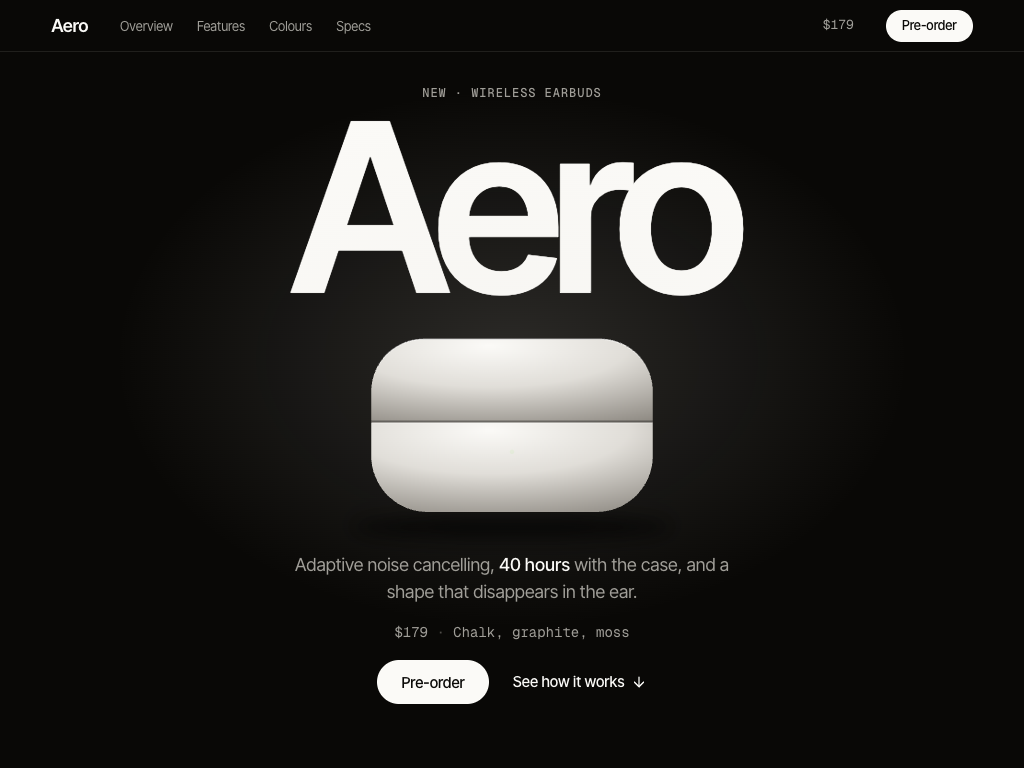 Aero
Overview
Features
Colours
Specs
$179
Pre-order
NEW · WIRELESS EARBUDS
Aero
Adaptive noise cancelling, 40 hours with the case, and a
shape that disappears in the ear.
$179 · Chalk, graphite, moss
Pre-order
See how it works ↓